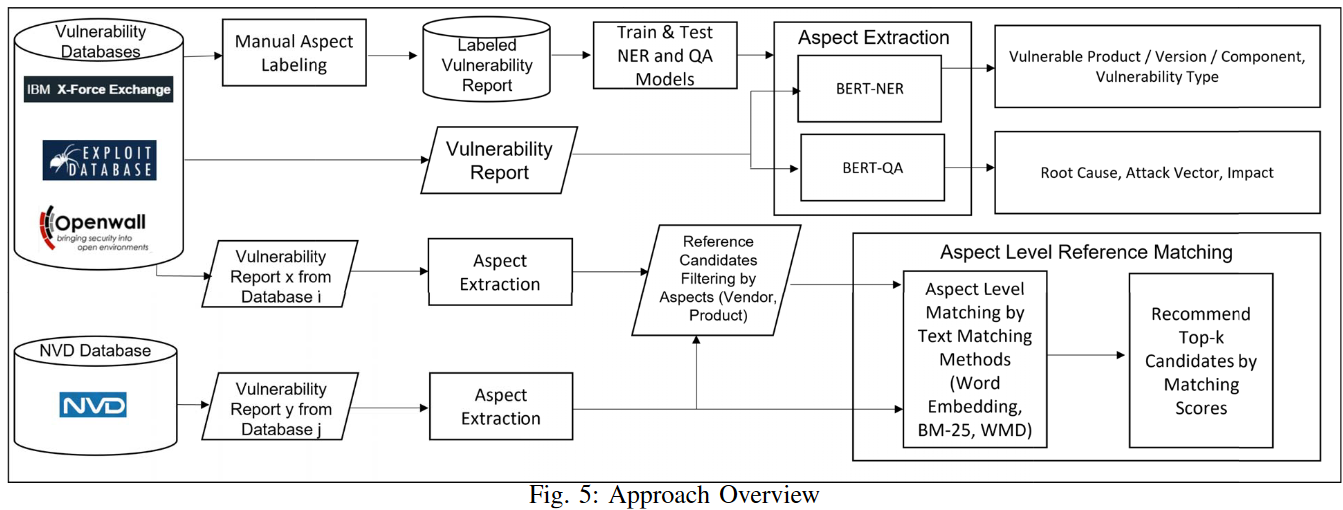 Vulnerability
Databases
IBM X-Force Exchange
EXPLOIT
DATABASE
Openwall
bringing security into
open environments
Manual Aspect
Labeling
Labeled
Vulnerability
Report
Train & Test
NER and QA
Models
Aspect Extraction
BERT-NER
BERT-QA
Vulnerable Product / Version / Component,
Vulnerability Type
Root Cause, Attack Vector, Impact
Vulnerability
Report
Vulnerability
Report x from
Database i
Aspect
Extraction
Reference
Candidates
Filtering by
Aspects (Vendor,
Product)
Aspect Level Reference Matching
Aspect Level
Matching by
Text Matching
Methods
(Word
Embedding,
BM-25, WMD)
Recommend
Top-k
Candidates by
Matching
Scores
NVD Database
NVD
Vulnerability
Report y from
Database j
Aspect
Extraction
Fig. 5: Approach Overview